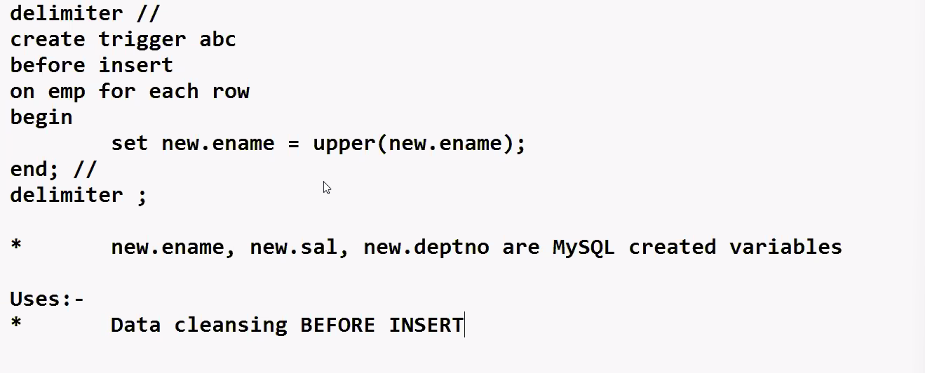 delimiter //
create trigger abc
before insert
on emp for each row
begin
set new.ename = upper(new.ename);
end; //
delimiter ;
* new.ename, new.sal, new.deptno are MySQL created variables
Uses:-
* Data cleansing BEFORE INSERT